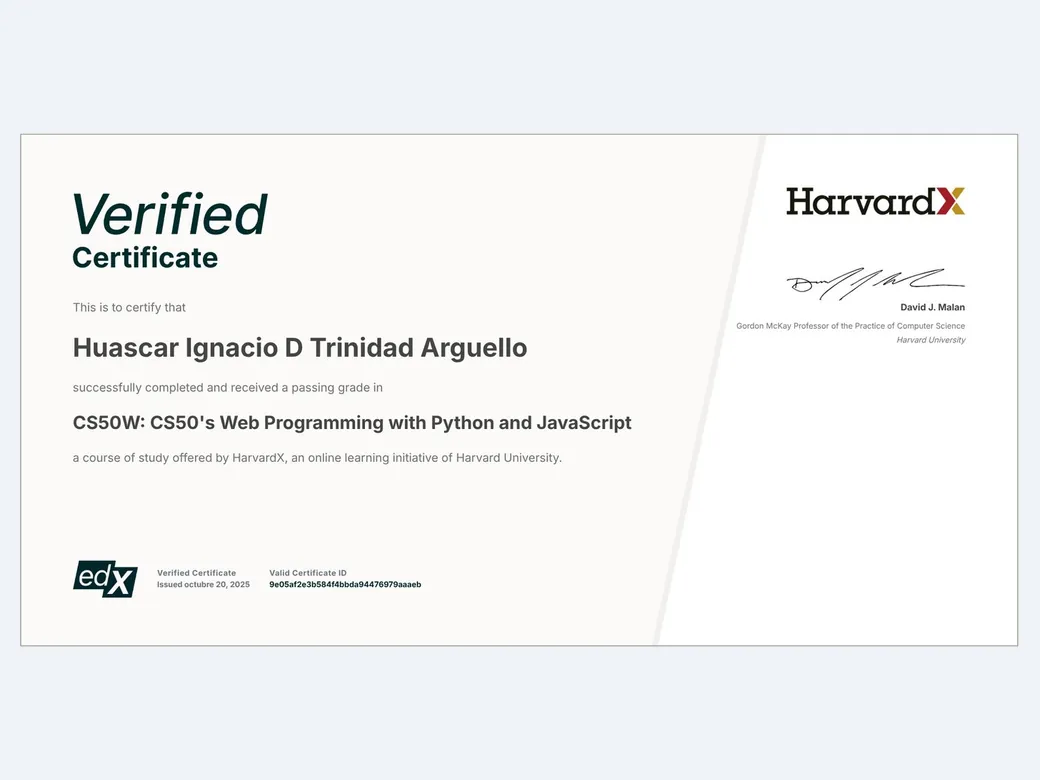 Verified
Certificate
This is to certify that
Huascar Ignacio D Trinidad Arguello
successfully completed and received a passing grade in
CS50W: CS50's Web Programming with Python and JavaScript
a course of study offered by HarvardX, an online learning initiative of Harvard University.
edX
Verified Certificate
Issued octubre 20, 2025
Valid Certificate ID
9e05af2e3b584f4bbda94476979aaaeb
HarvardX
David J. Malan
Gordon McKay Professor of the Practice of Computer Science
Harvard University